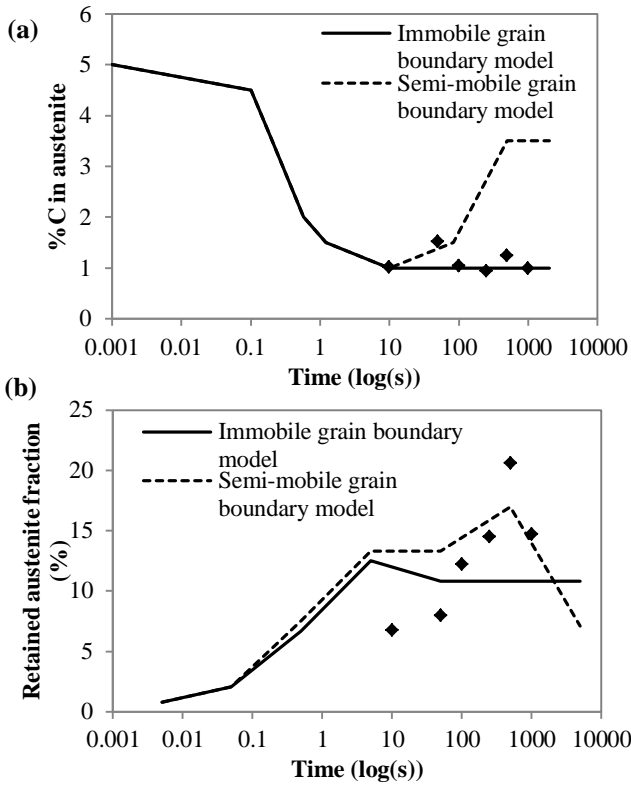 (a)
% C in austenite
6
5
4
3
2
1
0
Immobile grain
boundary model
Semi-mobile grain
boundary model
0.001 0.01 0.1 1 10 100 1000 10000
Time (log(s))
(b)
Retained austenite fraction
(%)
25
20
15
10
5
0
Immobile grain boundary
model
Semi-mobile grain
boundary model
0.001 0.01 0.1 1 10 100 1000 10000
Time (log(s))